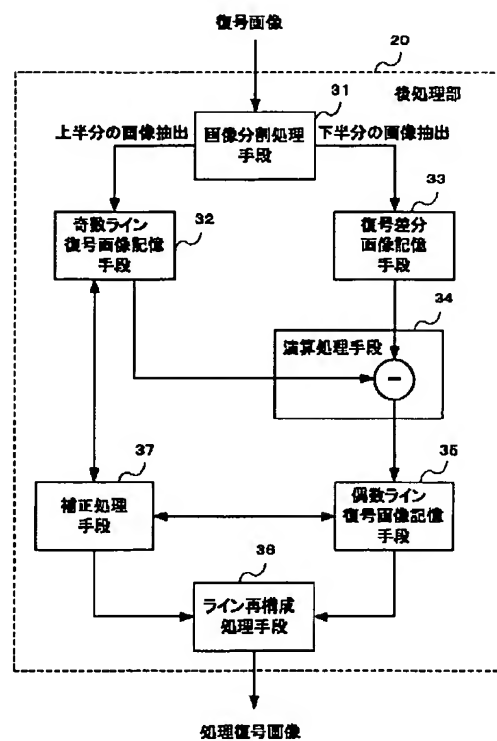 復号画像
20
後処理部
31
上半分の画像抽出
画像分割処理
手段
下半分の画像抽出
32
奇数ライン
復号画像記憶
手段
33
復号差分
画像記憶
手段
34
演算処理手段
−
37
補正処理
手段
35
偶数ライン
復号画像記憶
手段
36
ライン再構成
処理手段
処理復号画像